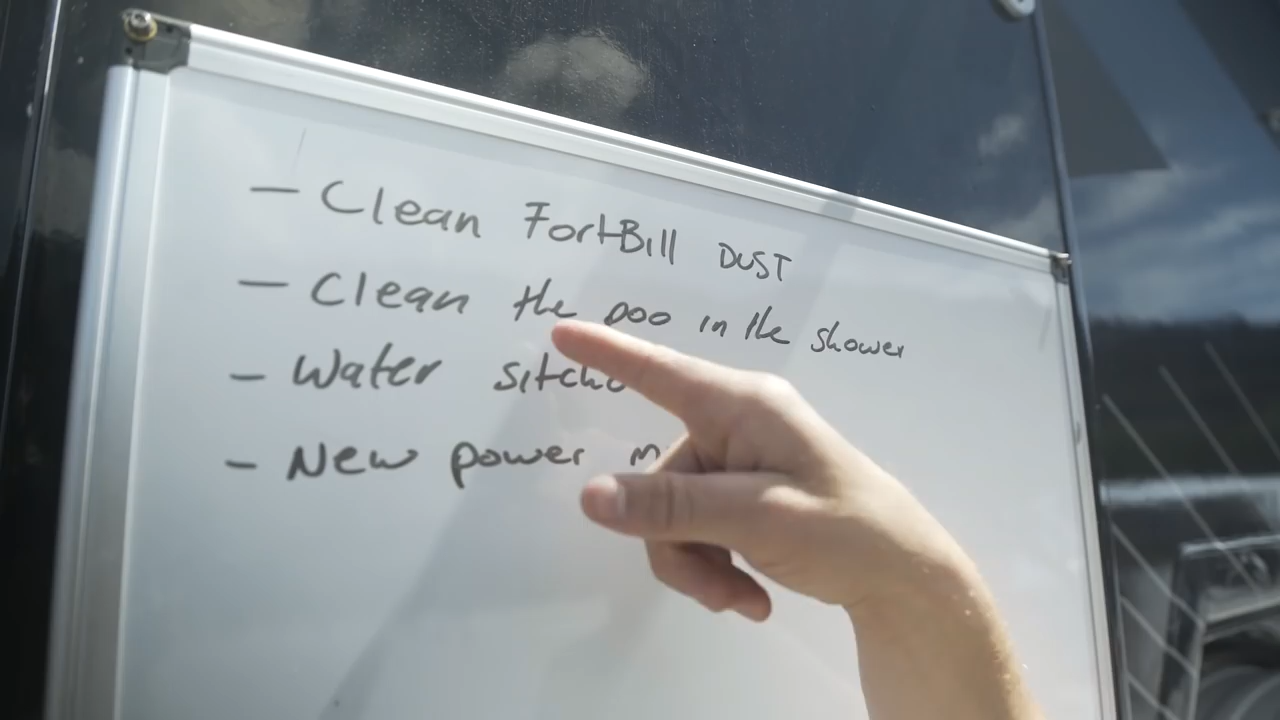 - Clean FortBill DUST
- Clean the poo in the shower
- Water
- New power